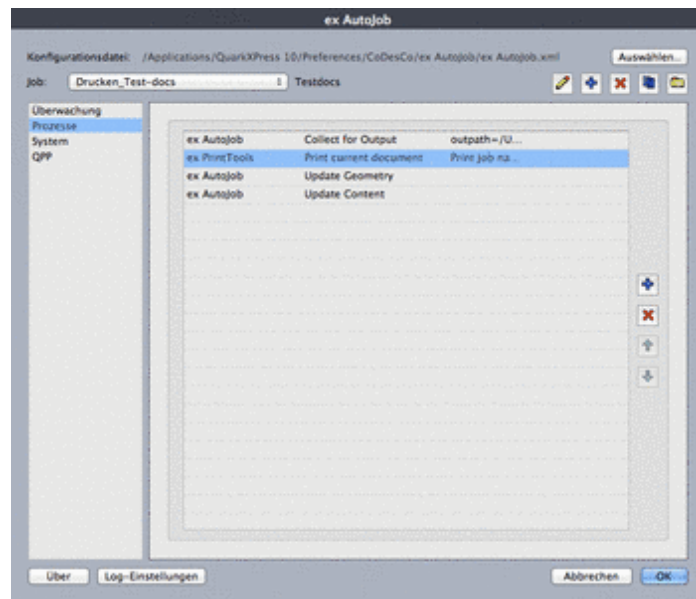 ex AutoJob
Konfigurationsdatei: /Applications/QuarkXPress 10/Preferences/CoDesCo/ex AutoJob/ex AutoJob.xml Auswählen...
Job: Drucken_Test-docs Testdocs
Überwachung
Prozesse
System
QPP
ex AutoJob Collect for Output outpath=/U...
ex PrintTools Print current document Print job na...
ex AutoJob Update Geometry
ex AutoJob Update Content
Über Log-Einstellungen Abbrechen OK